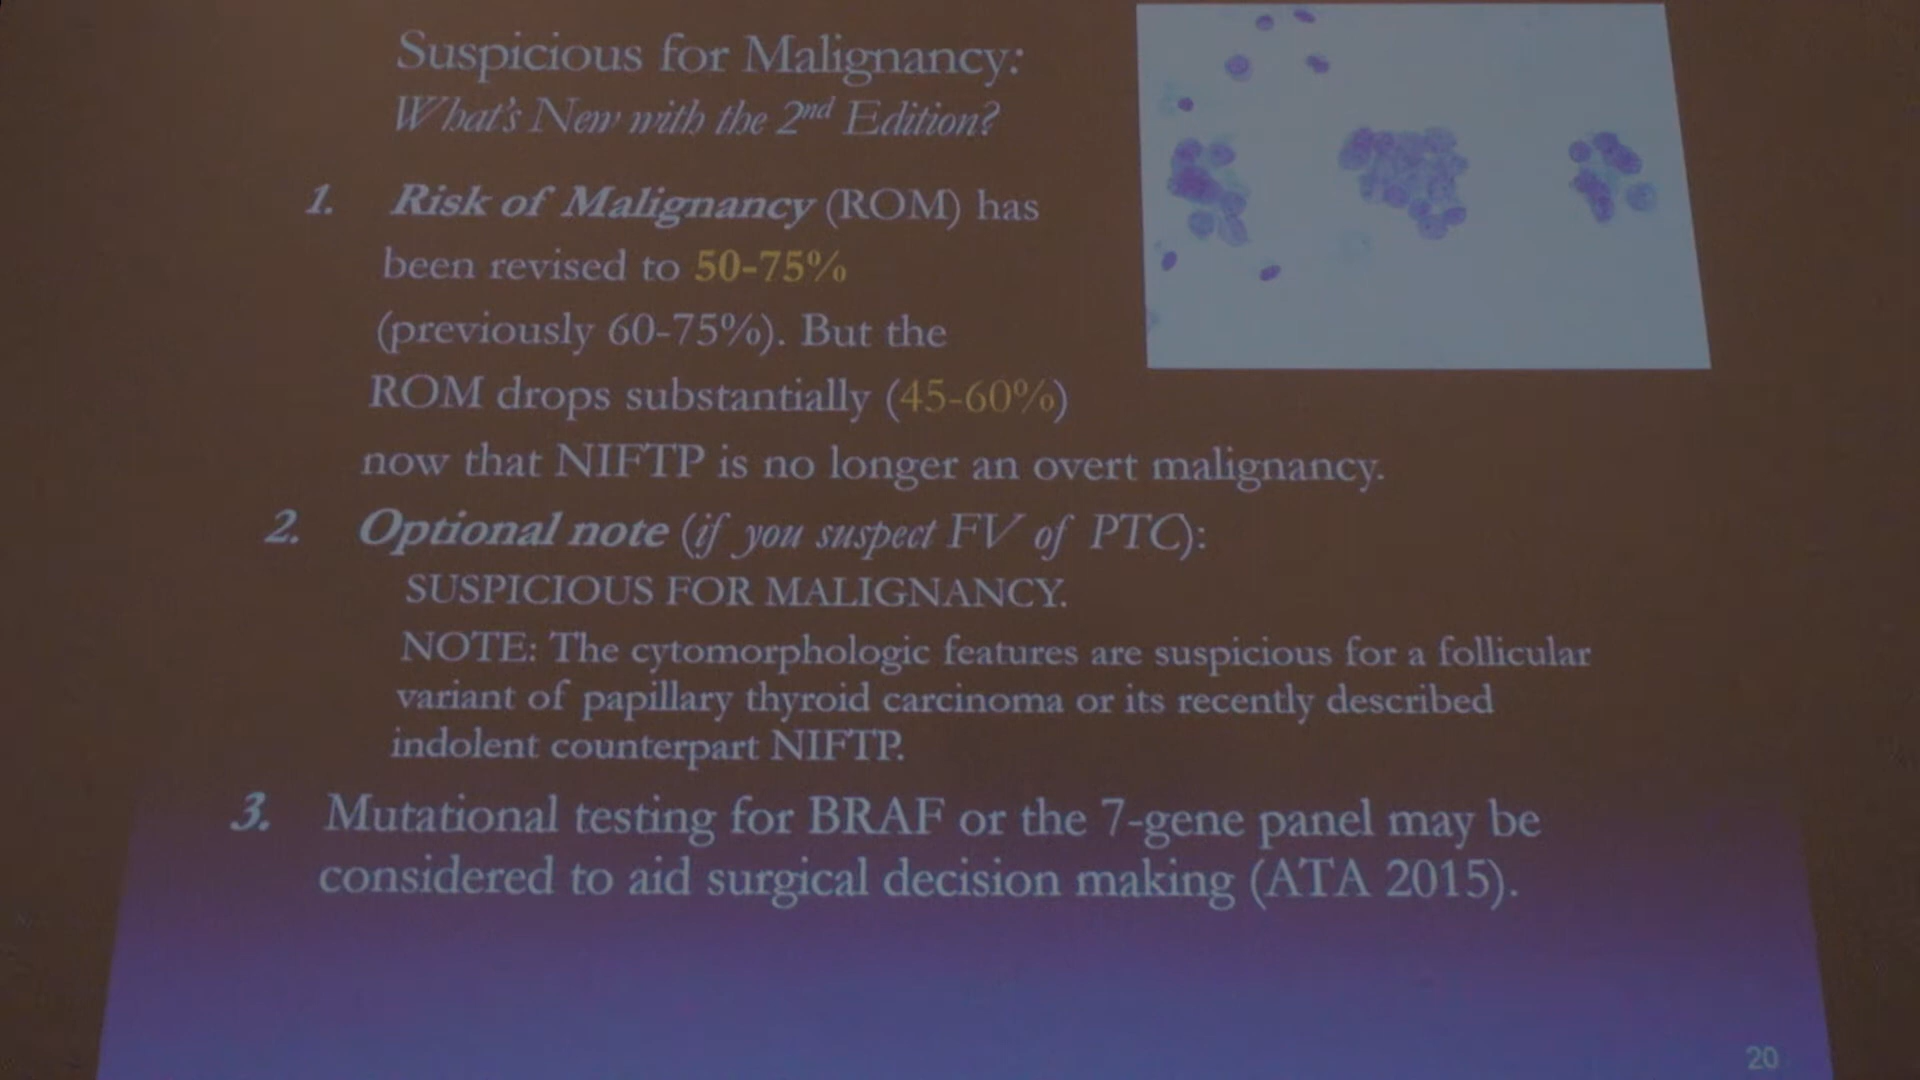 Suspicious for Malignancy:
What's New with the 2nd Edition?
1. Risk of Malignancy (ROM) has
been revised to 50-75%
(previously 60-75%). But the
ROM drops substantially (45-60%)
now that NIFTP is no longer an overt malignancy.
2. Optional note (if you suspect FV of PTC):
SUSPICIOUS FOR MALIGNANCY.
NOTE: The cytomorphologic features are suspicious for a follicular
variant of papillary thyroid carcinoma or its recently described
indolent counterpart NIFTP.
3. Mutational testing for BRAF or the 7-gene panel may be
considered to aid surgical decision making (ATA 2015).
20